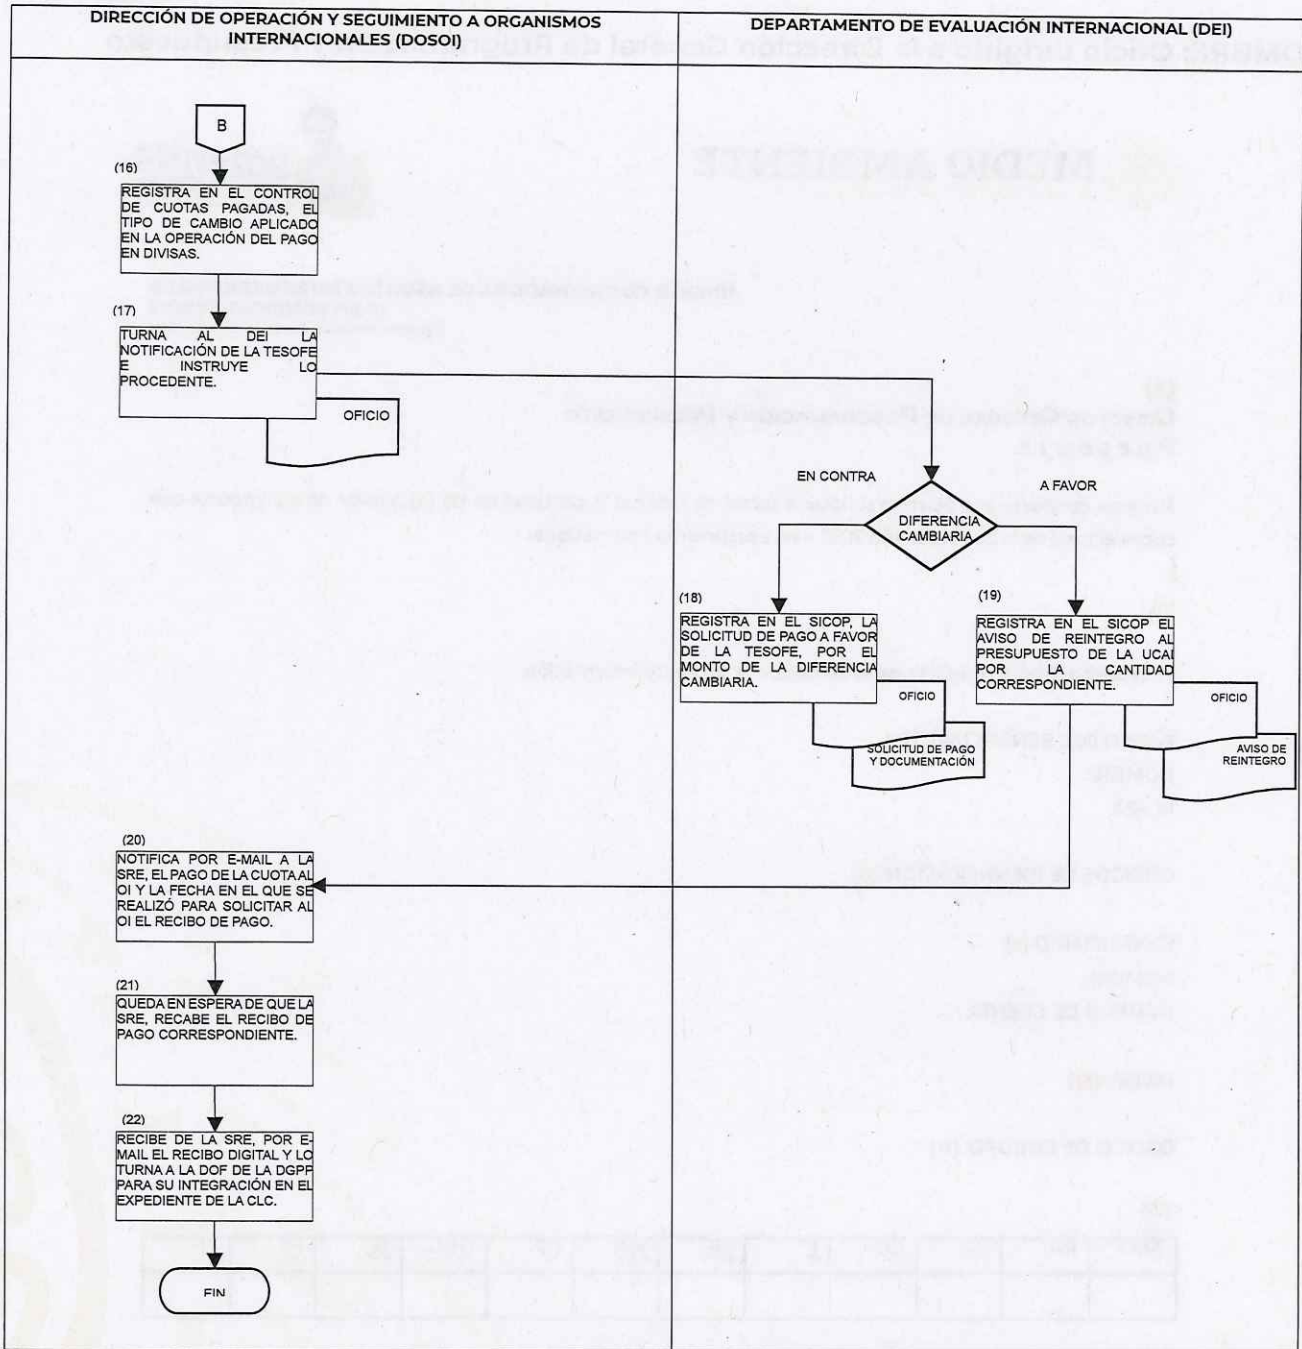 DIRECCIÓN DE OPERACIÓN Y SEGUIMIENTO A ORGANISMOS
INTERNACIONALES (DOSOI)
DEPARTAMENTO DE EVALUACIÓN INTERNACIONAL (DEI)
B
(16)
REGISTRA EN EL CONTROL
DE CUOTAS PAGADAS, EL
TIPO DE CAMBIO APLICADO
EN LA OPERACIÓN DEL PAGO
EN DIVISAS.
(17)
TURNA AL DEI LA
NOTIFICACIÓN DE LA TESOFE
E INSTRUYE LO
PROCEDENTE.
OFICIO
EN CONTRA
A FAVOR
DIFERENCIA
CAMBIARIA
(18)
REGISTRA EN EL SICOP, LA
SOLICITUD DE PAGO A FAVOR
DE LA TESOFE, POR EL
MONTO DE LA DIFERENCIA
CAMBIARIA.
OFICIO
SOLICITUD DE PAGO
Y DOCUMENTACIÓN
(19)
REGISTRA EN EL SICOP EL
AVISO DE REINTEGRO AL
PRESUPUESTO DE LA UCAI
POR LA CANTIDAD
CORRESPONDIENTE.
OFICIO
AVISO DE
REINTEGRO
(20)
NOTIFICA POR E-MAIL A LA
SRE, EL PAGO DE LA CUOTA AL
OI Y LA FECHA EN EL QUE SE
REALIZÓ PARA SOLICITAR AL
OI EL RECIBO DE PAGO.
(21)
QUEDA EN ESPERA DE QUE LA
SRE, RECABE EL RECIBO DE
PAGO CORRESPONDIENTE.
(22)
RECIBE DE LA SRE, POR E-
MAIL EL RECIBO DIGITAL Y LO
TURNA A LA DOF DE LA DGPP
PARA SU INTEGRACIÓN EN EL
EXPEDIENTE DE LA CLC.
FIN